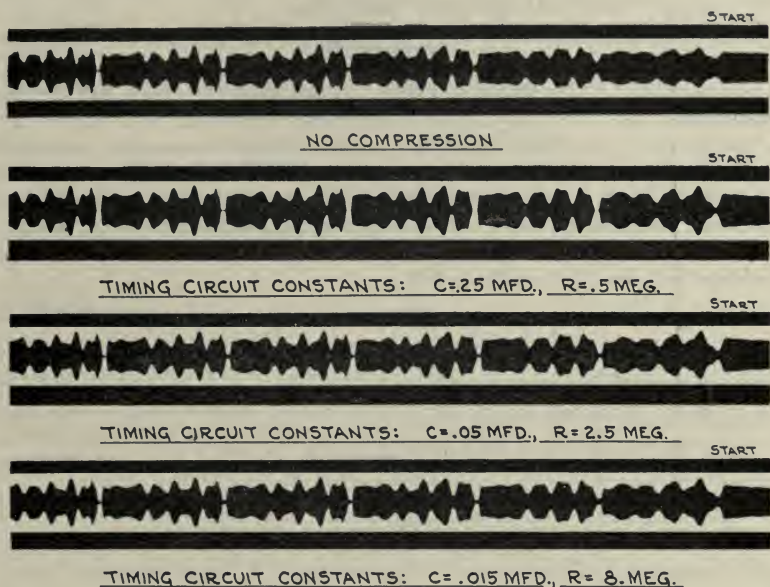 START
NO COMPRESSION
START
TIMING CIRCUIT CONSTANTS: C=.25 MFD., R=.5 MEG.
START
TIMING CIRCUIT CONSTANTS: C=.05 MFD., R=2.5 MEG.
START
TIMING CIRCUIT CONSTANTS: C=.015 MFD., R=8. MEG.